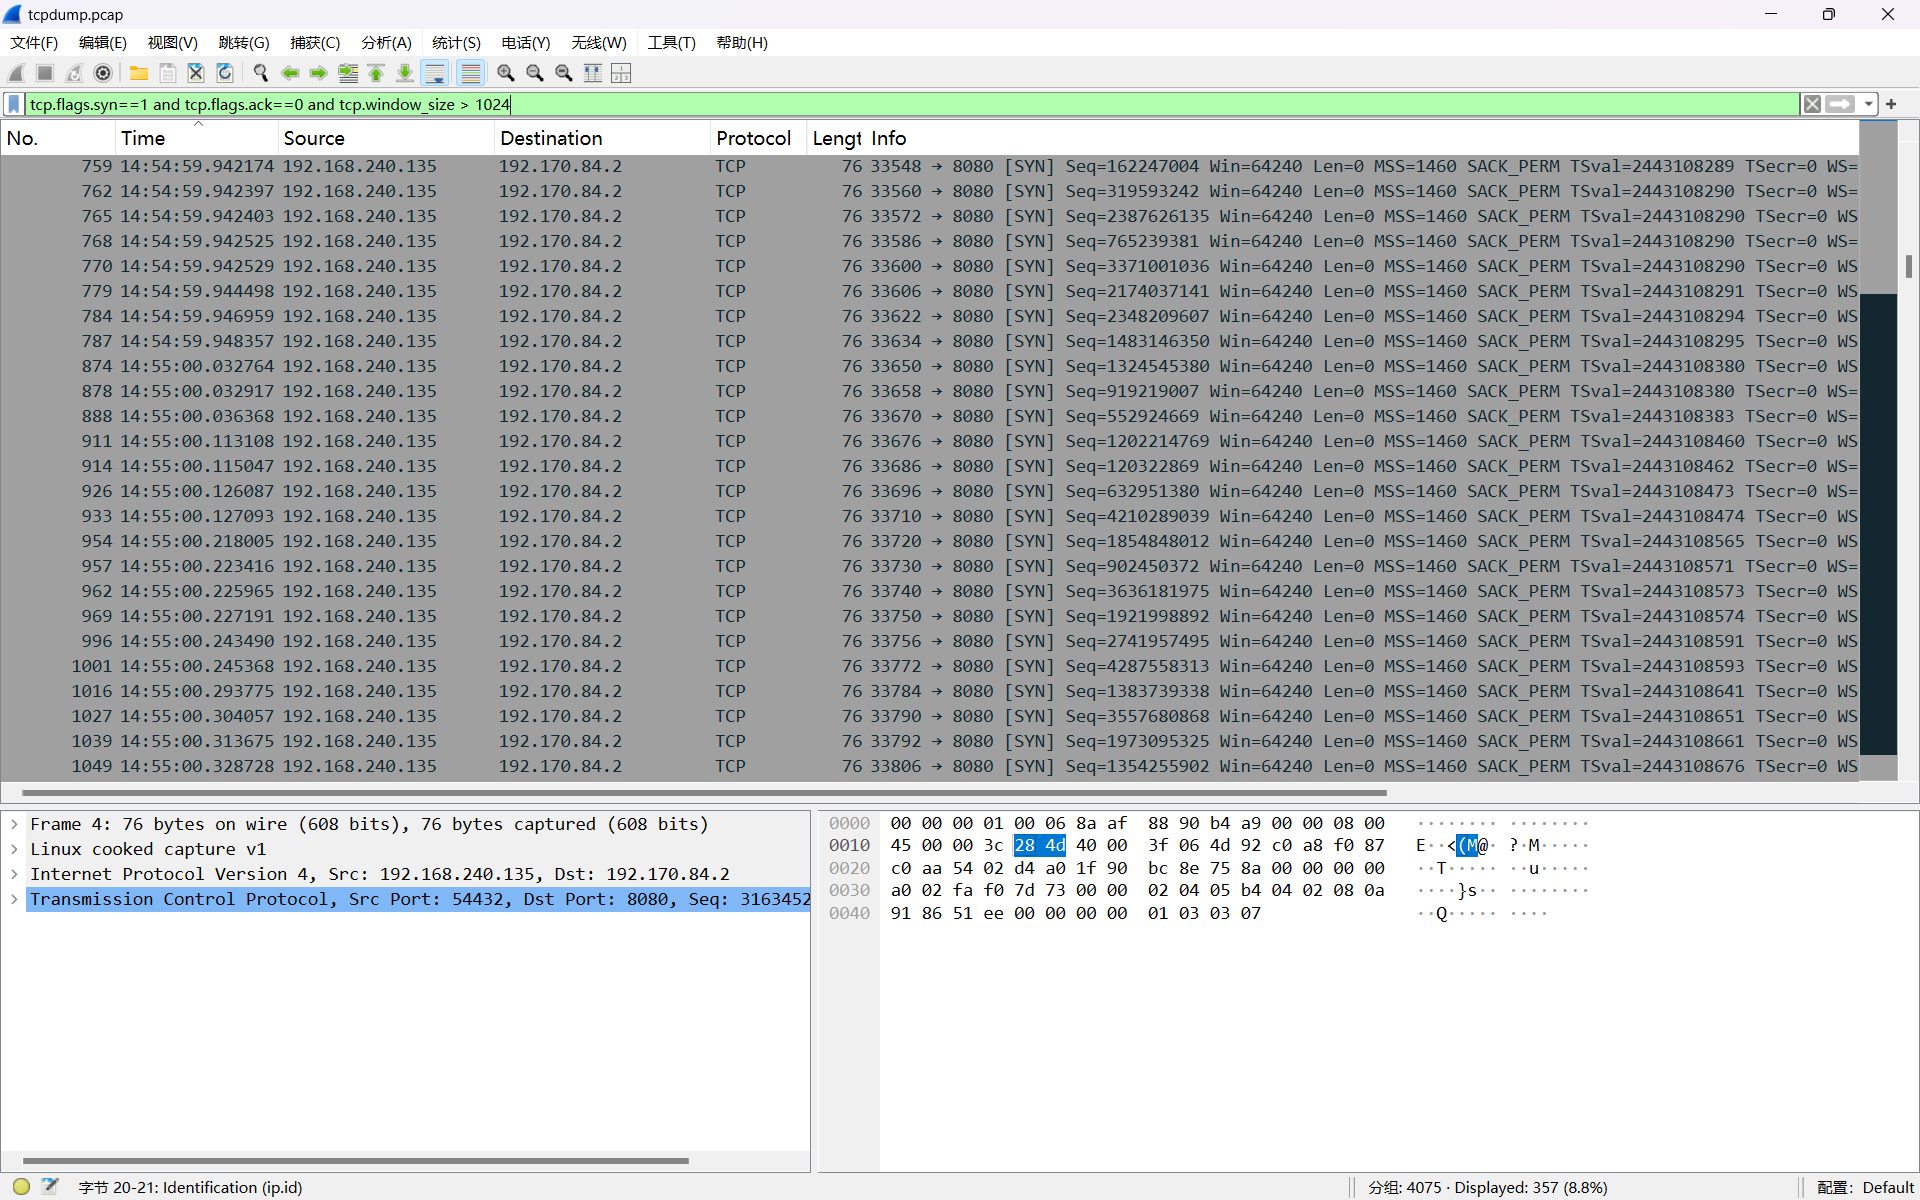 tcpdump.pcap
文件(F) 编辑(E) 视图(V) 跳转(G) 捕获(C) 分析(A) 统计(S) 电话(Y) 无线(W) 工具(T) 帮助(H)
tcp.flags.syn==1 and tcp.flags.ack==0 and tcp.window_size > 1024
No. Time Source Destination Protocol Lengt Info
759 14:54:59.942174 192.168.240.135 192.170.84.2 TCP 76 33548 → 8080 [SYN] Seq=162247004 Win=64240 Len=0 MSS=1460 SACK_PERM TSval=2443108289 TSecr=0 WS=
762 14:54:59.942397 192.168.240.135 192.170.84.2 TCP 76 33560 → 8080 [SYN] Seq=319593242 Win=64240 Len=0 MSS=1460 SACK_PERM TSval=2443108290 TSecr=0 WS=
765 14:54:59.942403 192.168.240.135 192.170.84.2 TCP 76 33572 → 8080 [SYN] Seq=2387626135 Win=64240 Len=0 MSS=1460 SACK_PERM TSval=2443108290 TSecr=0 WS
768 14:54:59.942525 192.168.240.135 192.170.84.2 TCP 76 33586 → 8080 [SYN] Seq=765239381 Win=64240 Len=0 MSS=1460 SACK_PERM TSval=2443108290 TSecr=0 WS=
770 14:54:59.942529 192.168.240.135 192.170.84.2 TCP 76 33600 → 8080 [SYN] Seq=3371001036 Win=64240 Len=0 MSS=1460 SACK_PERM TSval=2443108290 TSecr=0 WS
779 14:54:59.944498 192.168.240.135 192.170.84.2 TCP 76 33606 → 8080 [SYN] Seq=2174037141 Win=64240 Len=0 MSS=1460 SACK_PERM TSval=2443108291 TSecr=0 WS
784 14:54:59.946959 192.168.240.135 192.170.84.2 TCP 76 33622 → 8080 [SYN] Seq=2348209607 Win=64240 Len=0 MSS=1460 SACK_PERM TSval=2443108294 TSecr=0 WS
787 14:54:59.948357 192.168.240.135 192.170.84.2 TCP 76 33634 → 8080 [SYN] Seq=1483146350 Win=64240 Len=0 MSS=1460 SACK_PERM TSval=2443108295 TSecr=0 WS
874 14:55:00.032764 192.168.240.135 192.170.84.2 TCP 76 33650 → 8080 [SYN] Seq=1324545380 Win=64240 Len=0 MSS=1460 SACK_PERM TSval=2443108380 TSecr=0 WS
878 14:55:00.032917 192.168.240.135 192.170.84.2 TCP 76 33658 → 8080 [SYN] Seq=919219007 Win=64240 Len=0 MSS=1460 SACK_PERM TSval=2443108380 TSecr=0 WS=
888 14:55:00.036368 192.168.240.135 192.170.84.2 TCP 76 33670 → 8080 [SYN] Seq=552924669 Win=64240 Len=0 MSS=1460 SACK_PERM TSval=2443108383 TSecr=0 WS=
911 14:55:00.113108 192.168.240.135 192.170.84.2 TCP 76 33676 → 8080 [SYN] Seq=1202214769 Win=64240 Len=0 MSS=1460 SACK_PERM TSval=2443108460 TSecr=0 WS
914 14:55:00.115047 192.168.240.135 192.170.84.2 TCP 76 33686 → 8080 [SYN] Seq=120322869 Win=64240 Len=0 MSS=1460 SACK_PERM TSval=2443108462 TSecr=0 WS=
926 14:55:00.126087 192.168.240.135 192.170.84.2 TCP 76 33696 → 8080 [SYN] Seq=632951380 Win=64240 Len=0 MSS=1460 SACK_PERM TSval=2443108473 TSecr=0 WS=
933 14:55:00.127093 192.168.240.135 192.170.84.2 TCP 76 33710 → 8080 [SYN] Seq=4210289039 Win=64240 Len=0 MSS=1460 SACK_PERM TSval=2443108474 TSecr=0 WS
954 14:55:00.218005 192.168.240.135 192.170.84.2 TCP 76 33720 → 8080 [SYN] Seq=1854848012 Win=64240 Len=0 MSS=1460 SACK_PERM TSval=2443108565 TSecr=0 WS
957 14:55:00.223416 192.168.240.135 192.170.84.2 TCP 76 33730 → 8080 [SYN] Seq=902450372 Win=64240 Len=0 MSS=1460 SACK_PERM TSval=2443108571 TSecr=0 WS=
962 14:55:00.225965 192.168.240.135 192.170.84.2 TCP 76 33740 → 8080 [SYN] Seq=3636181975 Win=64240 Len=0 MSS=1460 SACK_PERM TSval=2443108573 TSecr=0 WS
969 14:55:00.227191 192.168.240.135 192.170.84.2 TCP 76 33750 → 8080 [SYN] Seq=1921998892 Win=64240 Len=0 MSS=1460 SACK_PERM TSval=2443108574 TSecr=0 WS
996 14:55:00.243490 192.168.240.135 192.170.84.2 TCP 76 33756 → 8080 [SYN] Seq=2741957495 Win=64240 Len=0 MSS=1460 SACK_PERM TSval=2443108591 TSecr=0 WS
1001 14:55:00.245368 192.168.240.135 192.170.84.2 TCP 76 33772 → 8080 [SYN] Seq=4287558313 Win=64240 Len=0 MSS=1460 SACK_PERM TSval=2443108593 TSecr=0 WS
1016 14:55:00.293775 192.168.240.135 192.170.84.2 TCP 76 33784 → 8080 [SYN] Seq=1383739338 Win=64240 Len=0 MSS=1460 SACK_PERM TSval=2443108641 TSecr=0 WS
1027 14:55:00.304057 192.168.240.135 192.170.84.2 TCP 76 33790 → 8080 [SYN] Seq=3557680868 Win=64240 Len=0 MSS=1460 SACK_PERM TSval=2443108651 TSecr=0 WS
1039 14:55:00.313675 192.168.240.135 192.170.84.2 TCP 76 33792 → 8080 [SYN] Seq=1973095325 Win=64240 Len=0 MSS=1460 SACK_PERM TSval=2443108661 TSecr=0 WS
1049 14:55:00.328728 192.168.240.135 192.170.84.2 TCP 76 33806 → 8080 [SYN] Seq=1354255902 Win=64240 Len=0 MSS=1460 SACK_PERM TSval=2443108676 TSecr=0 WS
Frame 4: 76 bytes on wire (608 bits), 76 bytes captured (608 bits)
Linux cooked capture v1
Internet Protocol Version 4, Src: 192.168.240.135, Dst: 192.170.84.2
Transmission Control Protocol, Src Port: 54432, Dst Port: 8080, Seq: 3163452
0000 00 00 00 01 00 06 8a af 88 90 b4 a9 00 00 08 00 ········ ········
0010 45 00 00 3c 28 4d 40 00 3f 06 4d 92 c0 a8 f0 87 E··<(M@· ?·M·····
0020 c0 aa 54 02 d4 a0 1f 90 bc 8e 75 8a 00 00 00 00 ··T····· ··u·····
0030 a0 02 fa f0 7d 73 00 00 02 04 05 b4 04 02 08 0a ····}s·· ········
0040 91 86 51 ee 00 00 00 00 01 03 03 07 ··Q····· ····
字节 20-21: Identification (ip.id)
分组: 4075 · Displayed: 357 (8.8%)
配置: Default